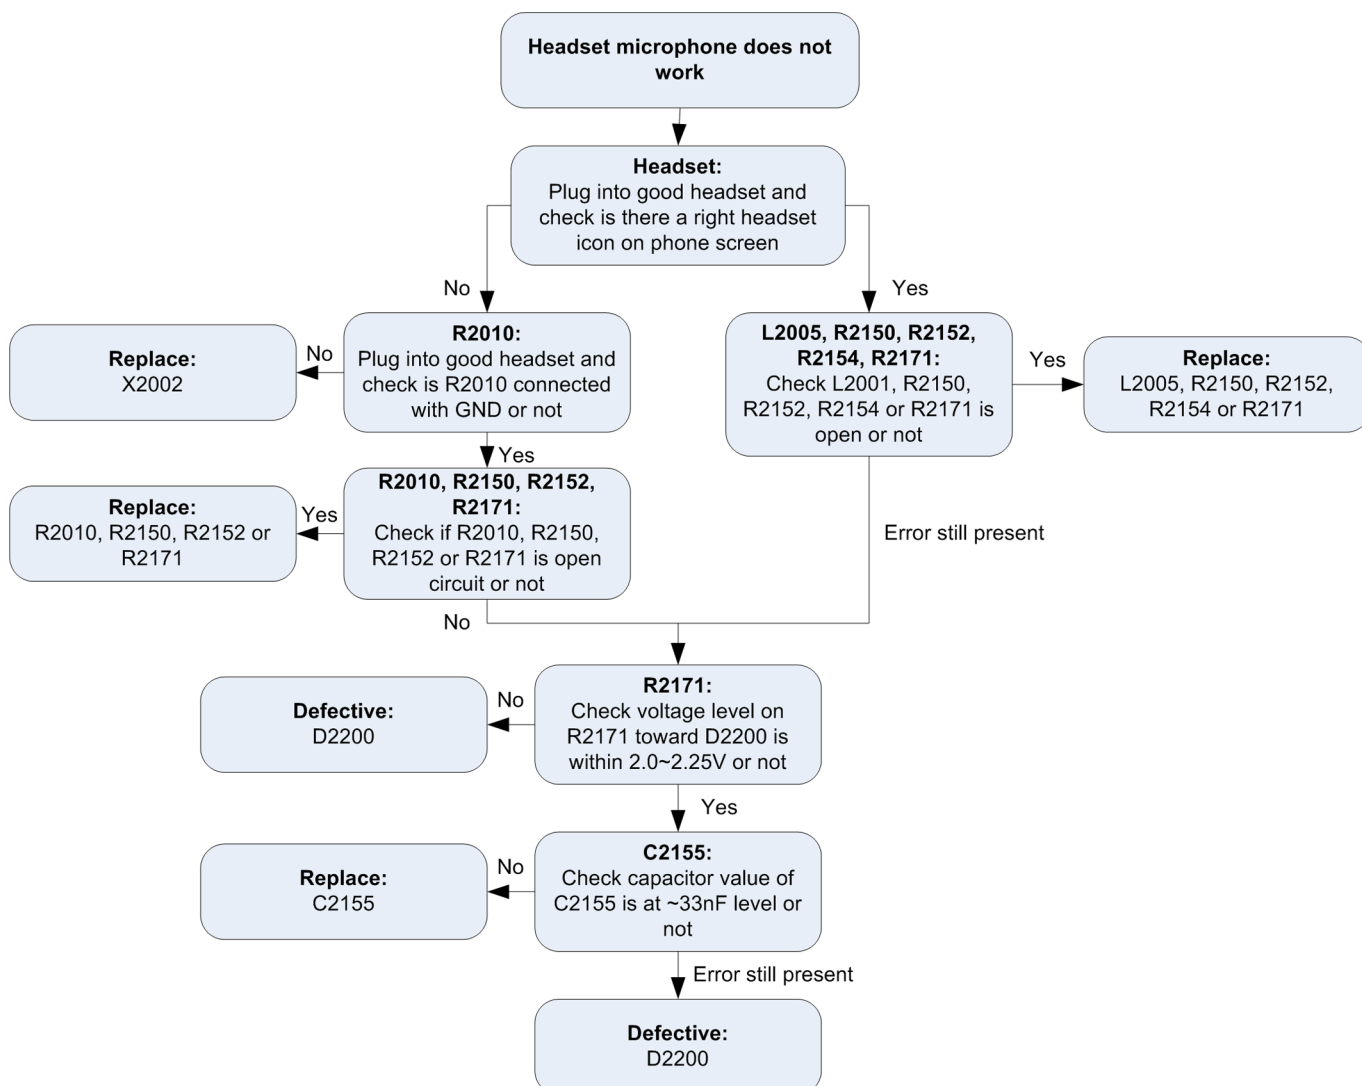 Headset microphone does not
work
Headset:
Plug into good headset and
check is there a right headset
icon on phone screen
No
Yes
Replace:
X2002
No
R2010:
Plug into good headset and
check is R2010 connected
with GND or not
L2005, R2150, R2152,
R2154, R2171:
Check L2001, R2150,
R2152, R2154 or R2171 is
open or not
Yes
Replace:
L2005, R2150, R2152,
R2154 or R2171
Yes
Replace:
R2010, R2150, R2152 or
R2171
Yes
R2010, R2150, R2152,
R2171:
Check if R2010, R2150,
R2152 or R2171 is open
circuit or not
Error still present
No
Defective:
D2200
No
R2171:
Check voltage level on
R2171 toward D2200 is
within 2.0~2.25V or not
Yes
Replace:
C2155
No
C2155:
Check capacitor value of
C2155 is at ~33nF level or
not
Error still present
Defective:
D2200